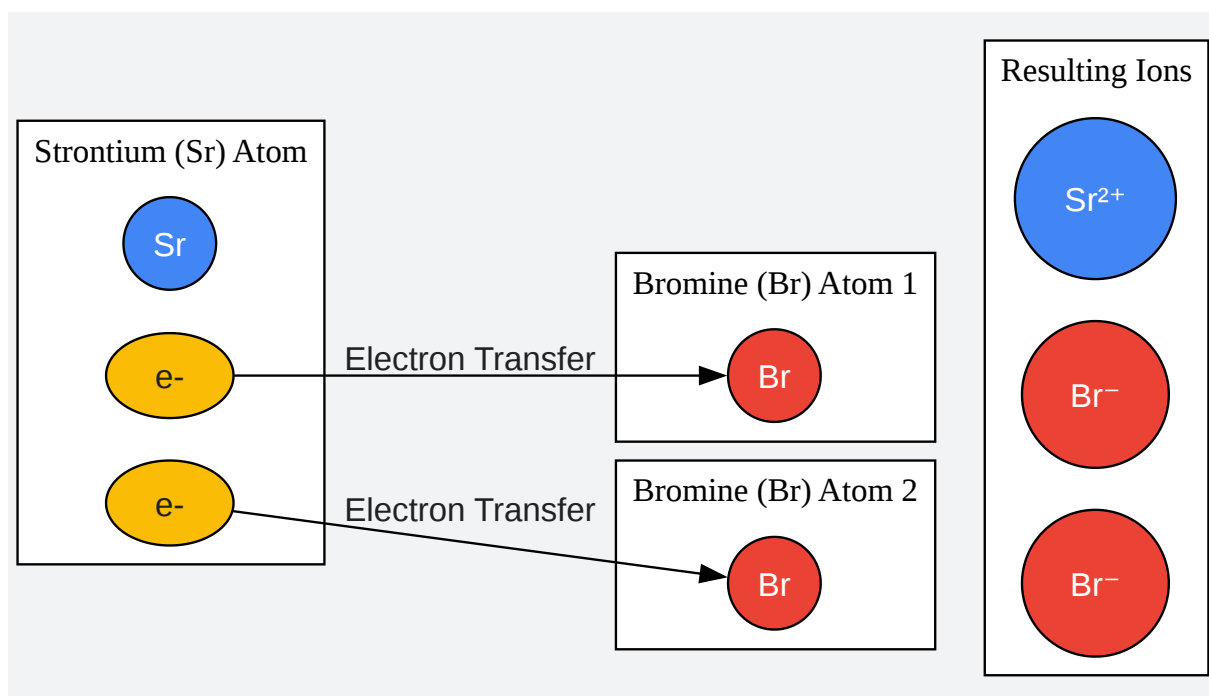 Strontium (Sr) Atom
Sr
e-
e-
Electron Transfer
Electron Transfer
Bromine (Br) Atom 1
Br
Bromine (Br) Atom 2
Br
Resulting Ions
Sr²⁺
Br⁻
Br⁻